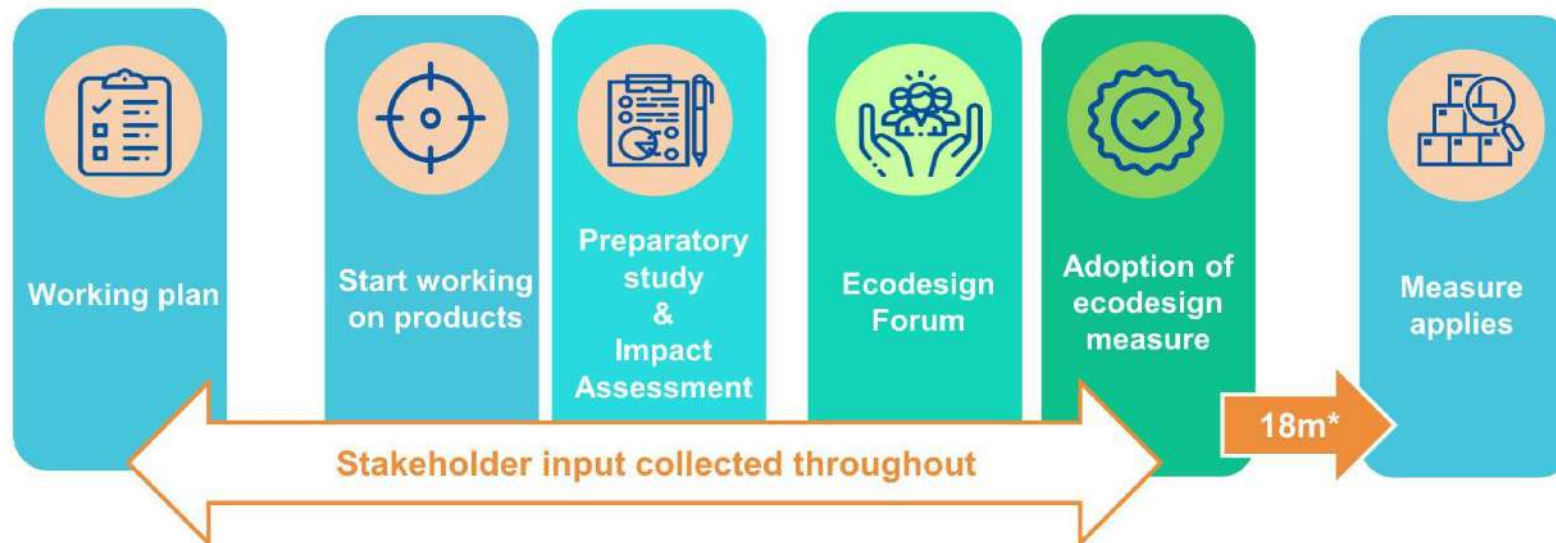 Working plan
Start working
on products
Preparatory
study
&
Impact
Assessment
Ecodesign
Forum
Adoption of
ecodesign
measure
Measure
applies
18m*
Stakeholder input collected throughout